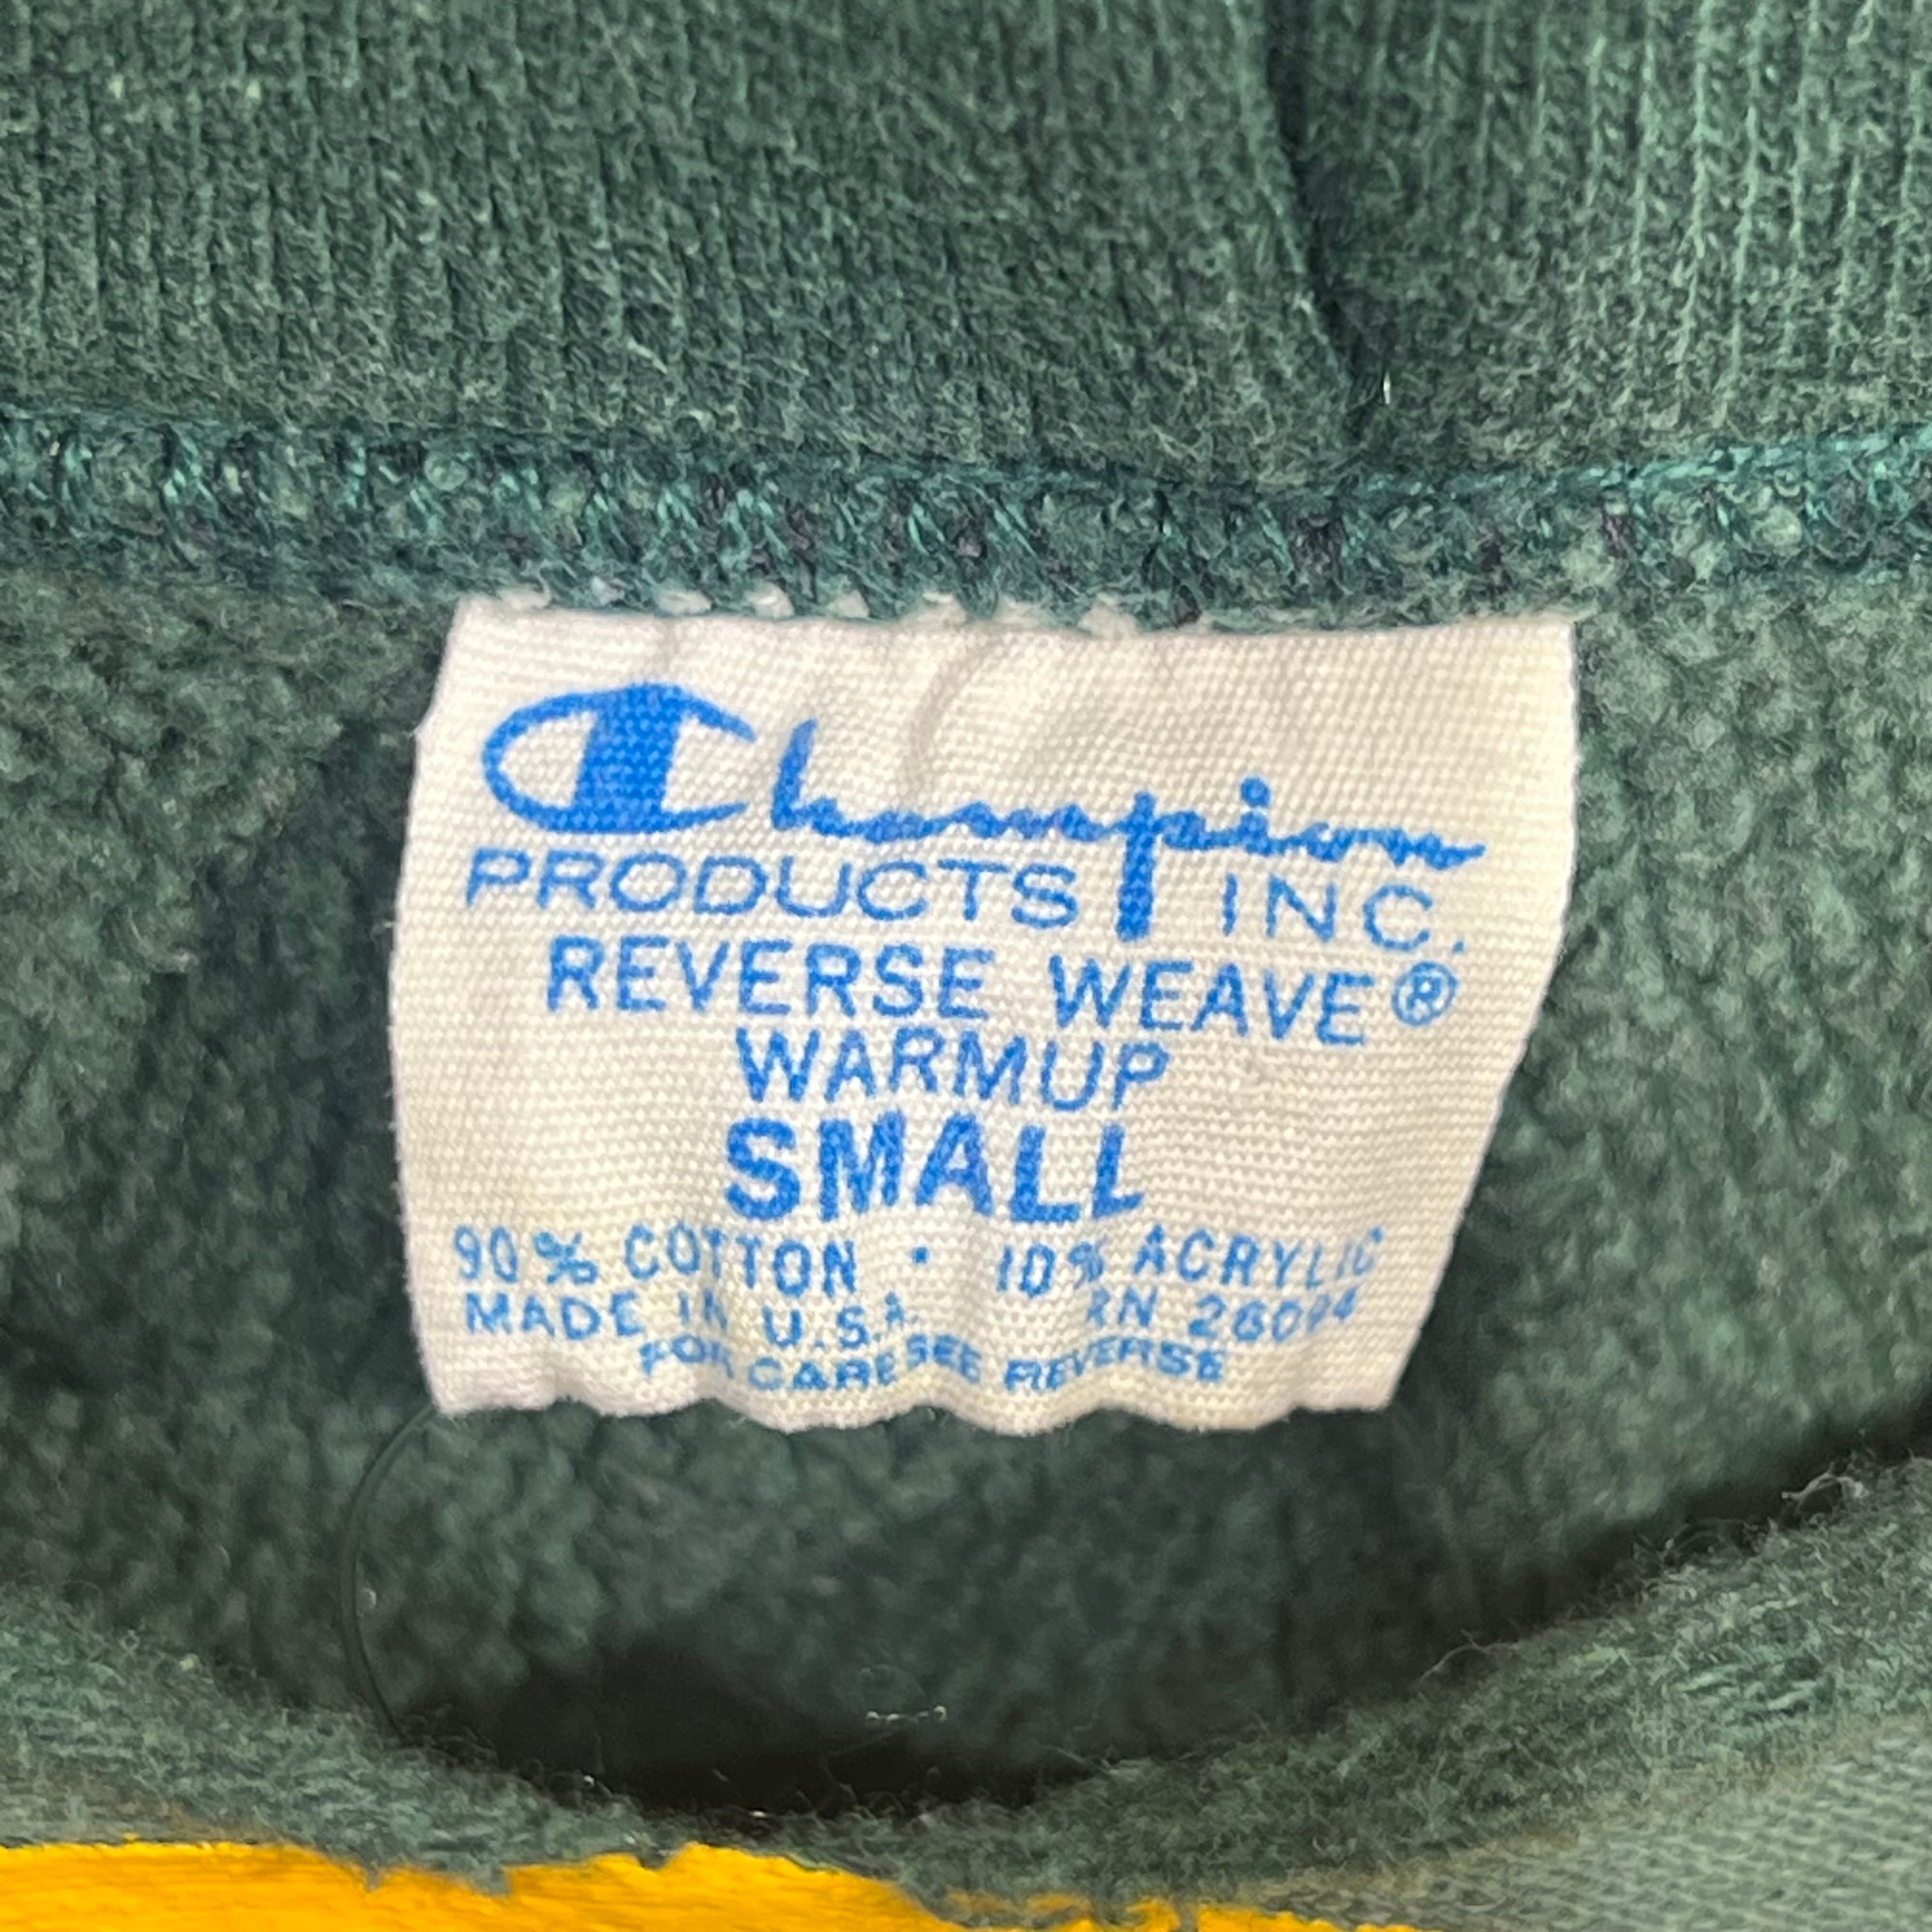 Champion
PRODUCTS INC.
REVERSE WEAVE®
WARMUP
SMALL
90% COTTON • 10% ACRYLIC
MADE IN U.S.A. RN 26094
FOR CARE SEE REVERSE